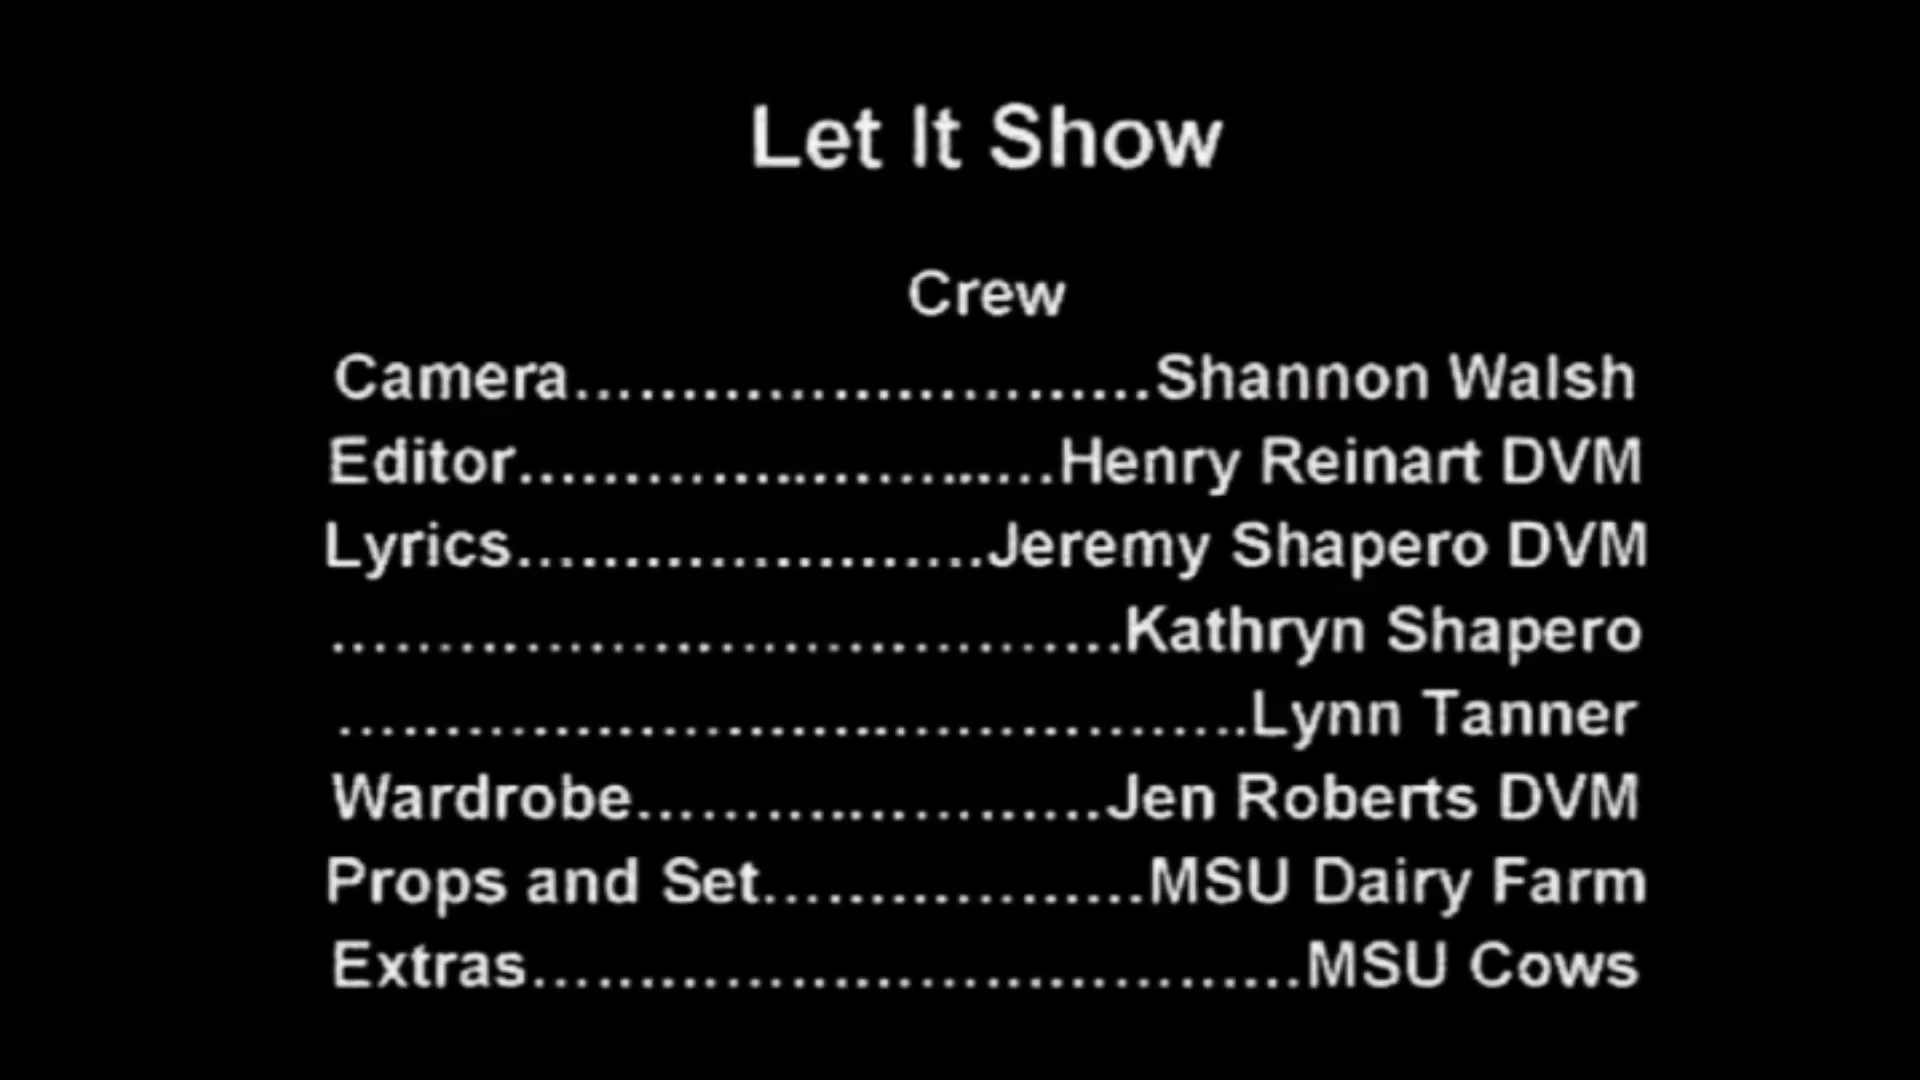 Let It Show
Crew
Camera...........................Shannon Walsh
Editor............................Henry Reinart DVM
Lyrics......................Jeremy Shapero DVM
.....................................Kathryn Shapero
...........................................Lynn Tanner
Wardrobe......................Jen Roberts DVM
Props and Set..................MSU Dairy Farm
Extras....................................MSU Cows